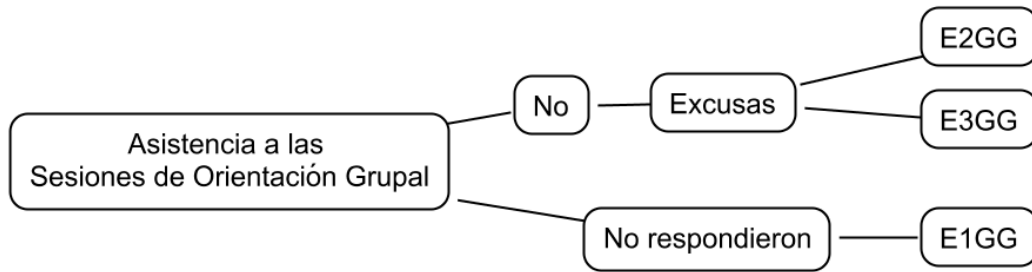 Asistencia a las
Sesiones de Orientación Grupal
No
Excusas
E2GG
E3GG
No respondieron
E1GG